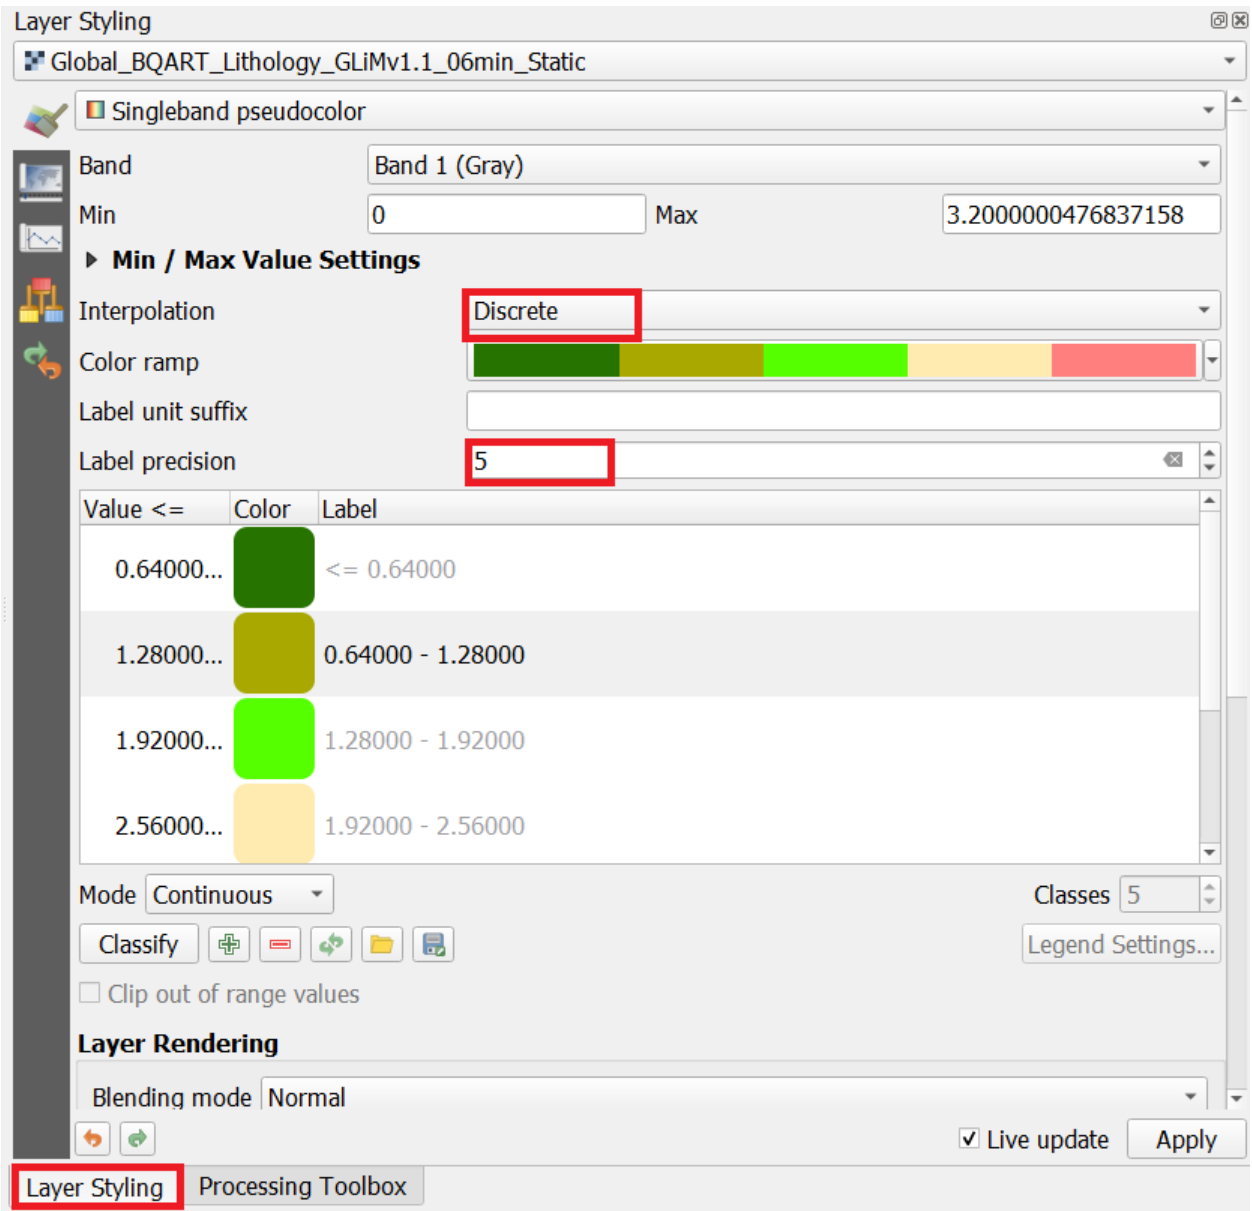 Layer Styling
Global_BQART_Lithology_GLiMv1.1_06min_Static
Singleband pseudocolor
Band Band 1 (Gray)
Min 0 Max 3.2000000476837158
Min / Max Value Settings
Interpolation Discrete
Color ramp
Label unit suffix
Label precision 5
Value <= Color Label
0.64000... <= 0.64000
1.28000... 0.64000 - 1.28000
1.92000... 1.28000 - 1.92000
2.56000... 1.92000 - 2.56000
Mode Continuous Classes 5
Classify Legend Settings...
Clip out of range values
Layer Rendering
Blending mode Normal
Live update Apply
Layer Styling Processing Toolbox